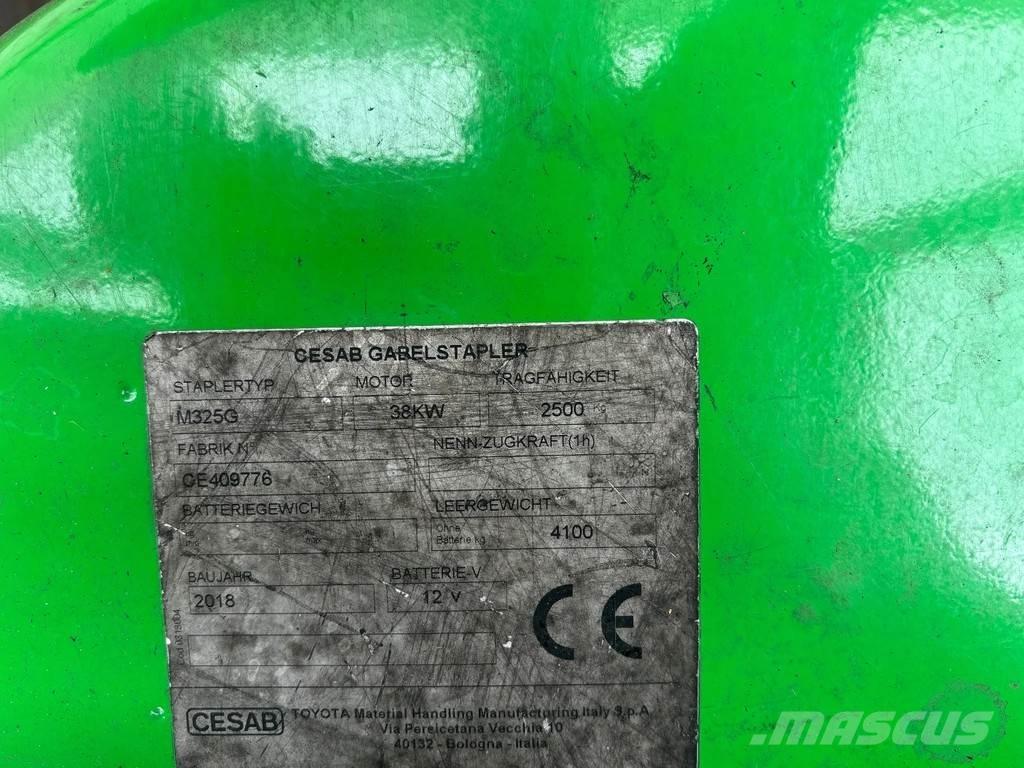 CESAB GABELSTAPLER
STAPLERTYP MOTOR TRAGFÄHIGKEIT
M325G 38KW 2500 Kg
FABRIK N° NENN-ZUGKRAFT(1h)
CE409776
BATTERIEGEWICH LEERGEWICHT
max. Ohne Batterie kg 4100
BAUJAHR BATTERIE-V
2018 12 V
CE
CESAB TOYOTA Material Handling Manufacturing Italy S.p.A
Via Persicetana Vecchia 10
40132 - Bologna - Italia
MASCUS